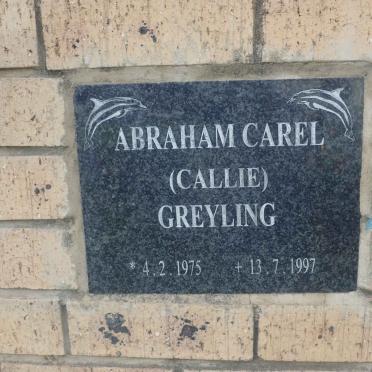 ABRAHAM CAREL
(CALLIE)
GREYLING
* 4.2.1975 + 13.7.1997